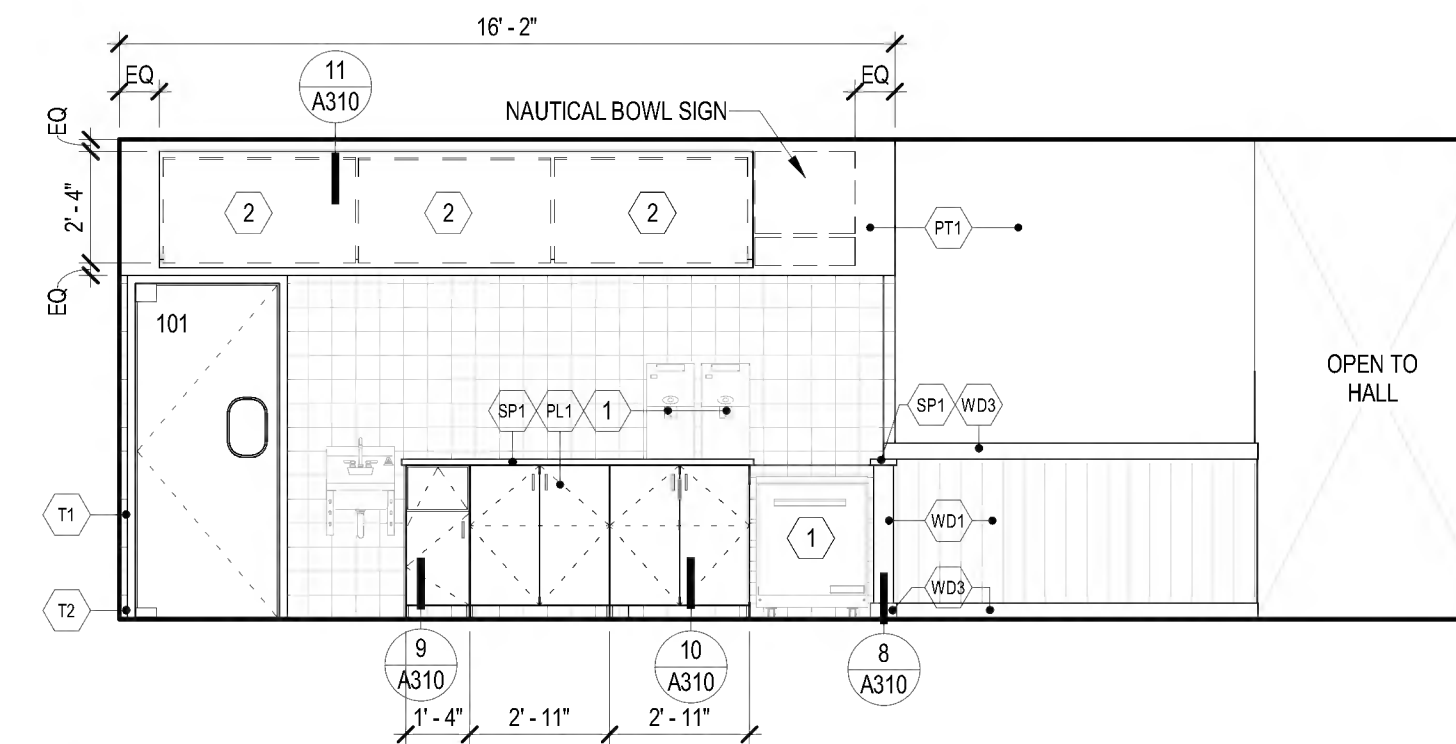 16' - 2"
EQ
11
A310
EQ
NAUTICAL BOWL SIGN
EQ
2' - 4"
2
2
2
PT1
EQ
101
OPEN TO
HALL
SP1
PL1
1
SP1
WD3
T1
1
WD1
T2
WD3
9
A310
10
A310
8
A310
1' - 4"
2' - 11"
2' - 11"